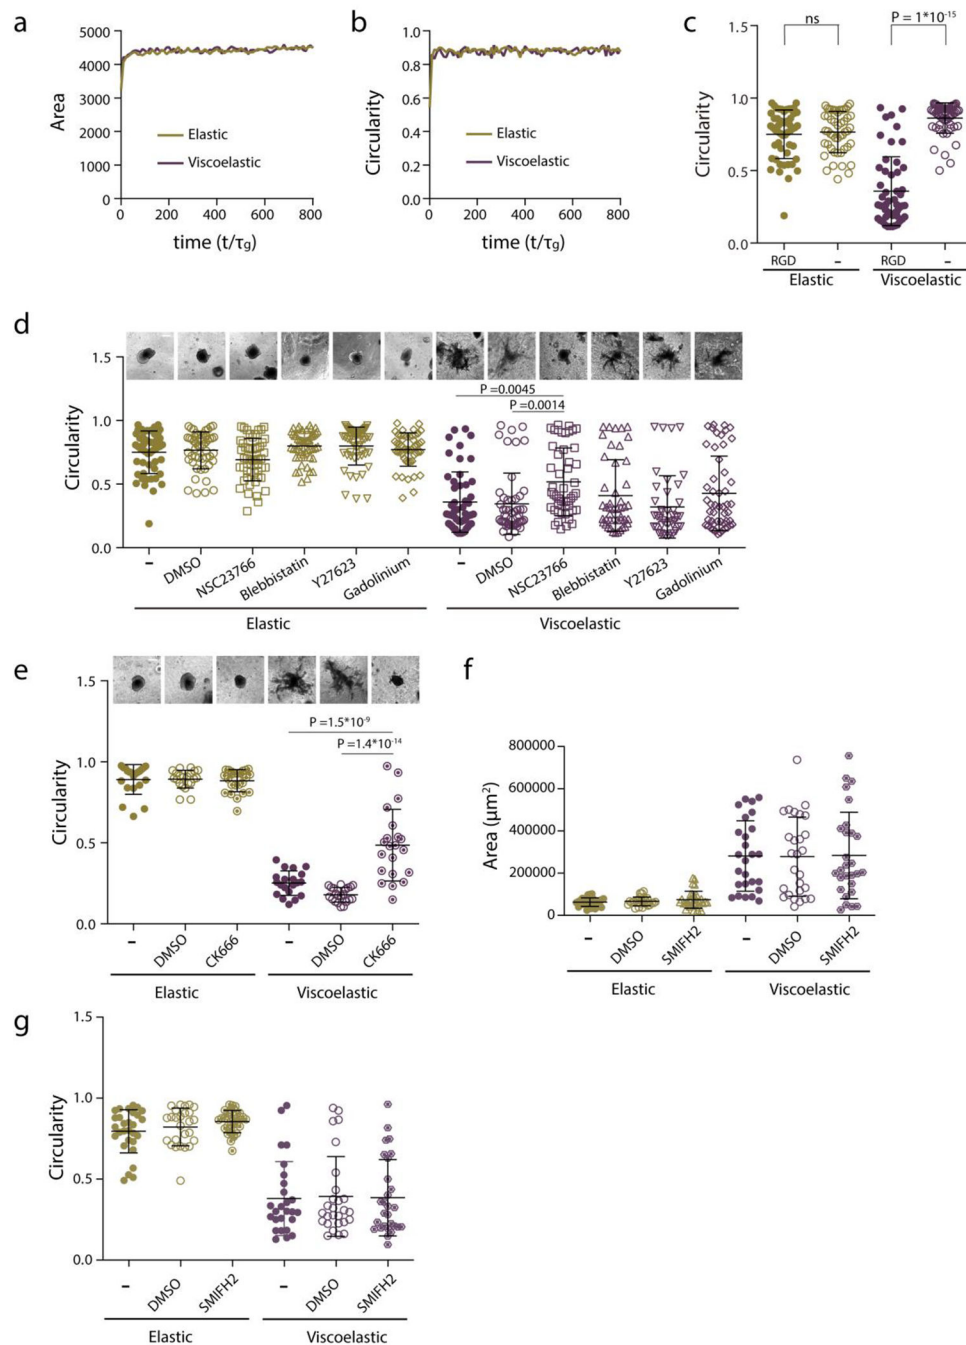 a
5000
4000
3000
2000
1000
0
Area
Elastic
Viscoelastic
0 200 400 600 800
time (t/τg)
b
1.0
0.8
0.6
0.4
0.2
0.0
Circularity
Elastic
Viscoelastic
0 200 400 600 800
time (t/τg)
c
ns
P = 1*10-15
1.5
1.0
0.5
0.0
Circularity
RGD – RGD –
Elastic Viscoelastic
d
1.5
1.0
0.5
0.0
Circularity
P =0.0045
P =0.0014
– DMSO NSC23766 Blebbistatin Y27623 Gadolinium – DMSO NSC23766 Blebbistatin Y27623 Gadolinium
Elastic Viscoelastic
e
1.5
1.0
0.5
0.0
Circularity
P =1.5*10-9
P =1.4*10-14
– DMSO CK666 – DMSO CK666
Elastic Viscoelastic
f
800000
600000
400000
200000
0
Area (μm2)
– DMSO SMIFH2 – DMSO SMIFH2
Elastic Viscoelastic
g
1.5
1.0
0.5
0.0
Circularity
– DMSO SMIFH2 – DMSO SMIFH2
Elastic Viscoelastic